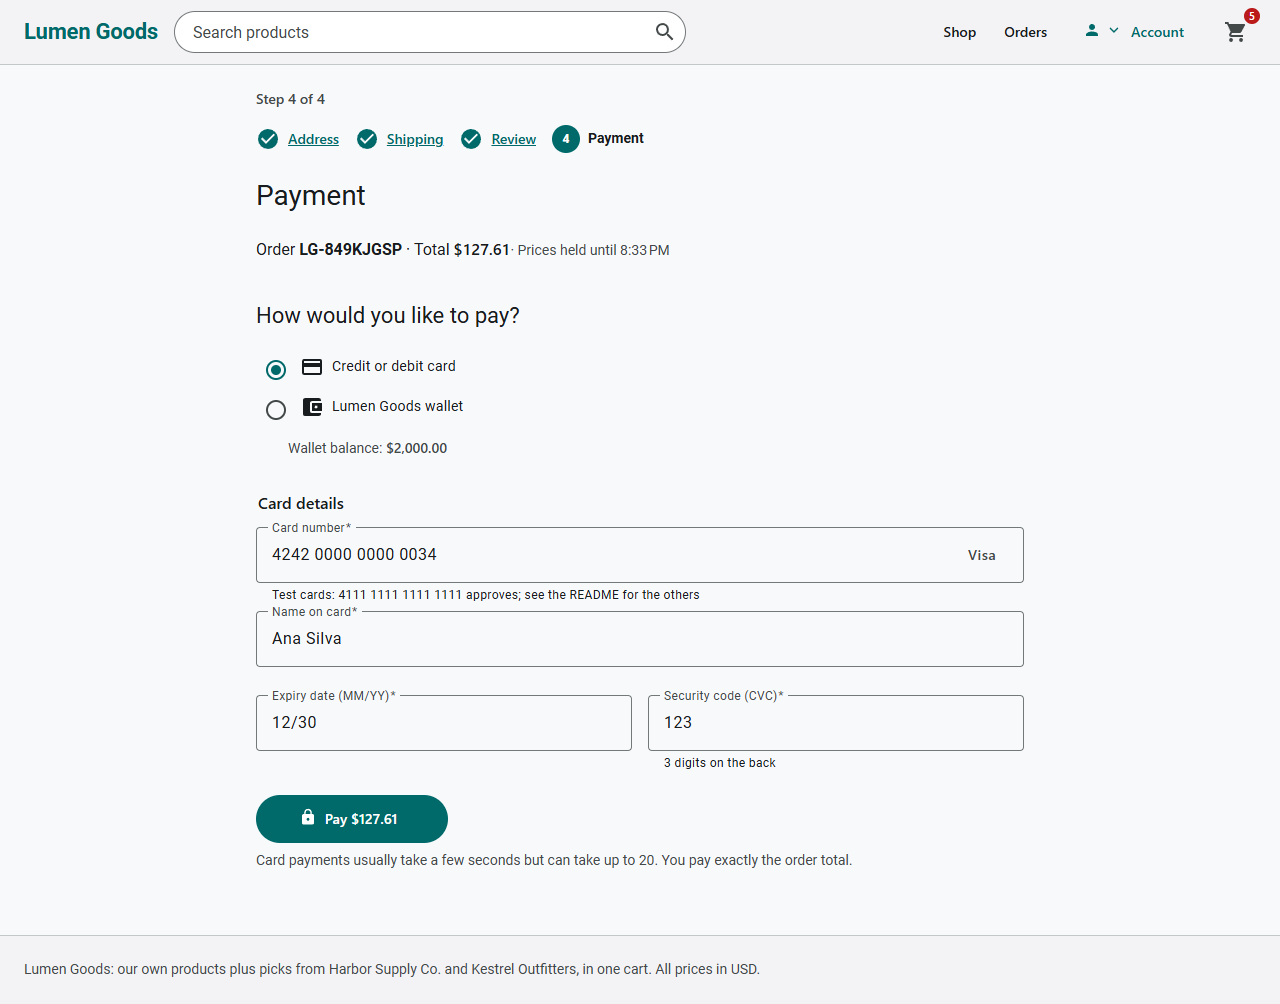 Lumen Goods
Search products
Shop
Orders
Account
5
Step 4 of 4
Address
Shipping
Review
4
Payment
Payment
Order LG-849KJGSP · Total $127.61 · Prices held until 8:33 PM
How would you like to pay?
Credit or debit card
Lumen Goods wallet
Wallet balance: $2,000.00
Card details
Card number*
4242 0000 0000 0034
Visa
Test cards: 4111 1111 1111 1111 approves; see the README for the others
Name on card*
Ana Silva
Expiry date (MM/YY)*
12/30
Security code (CVC)*
123
3 digits on the back
Pay $127.61
Card payments usually take a few seconds but can take up to 20. You pay exactly the order total.
Lumen Goods: our own products plus picks from Harbor Supply Co. and Kestrel Outfitters, in one cart. All prices in USD.